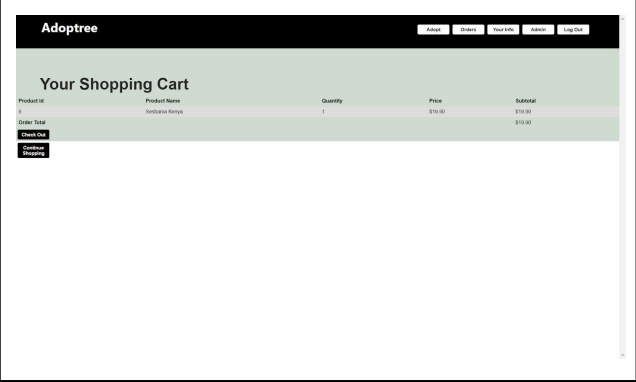 Adoptree
Adopt Orders Your Info Admin Log Out
Your Shopping Cart
Product Id Product Name Quantity Price Subtotal
6 Sesbania Kenya 1 $19.90 $19.90
Order Total $19.90
Check Out
Continue
Shopping